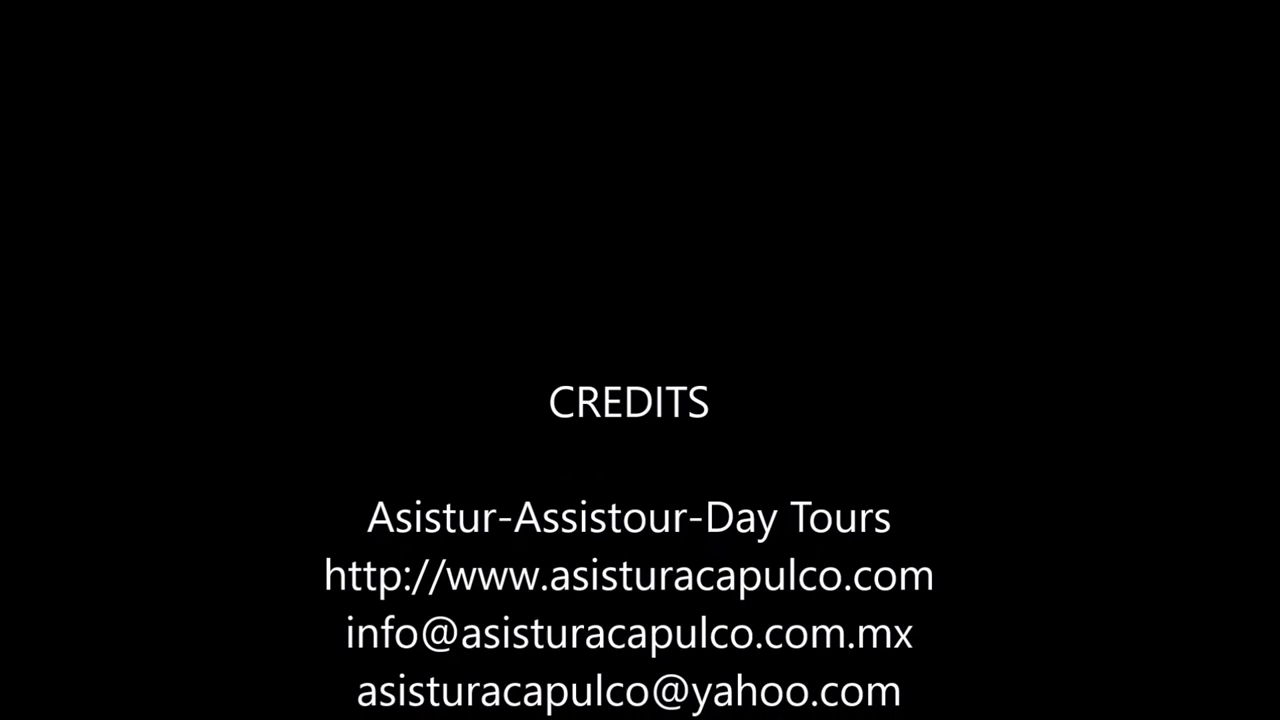 CREDITS
Asistur-Assistour-Day Tours
http://www.asisturacapulco.com
info@asisturacapulco.com.mx
asisturacapulco@yahoo.com